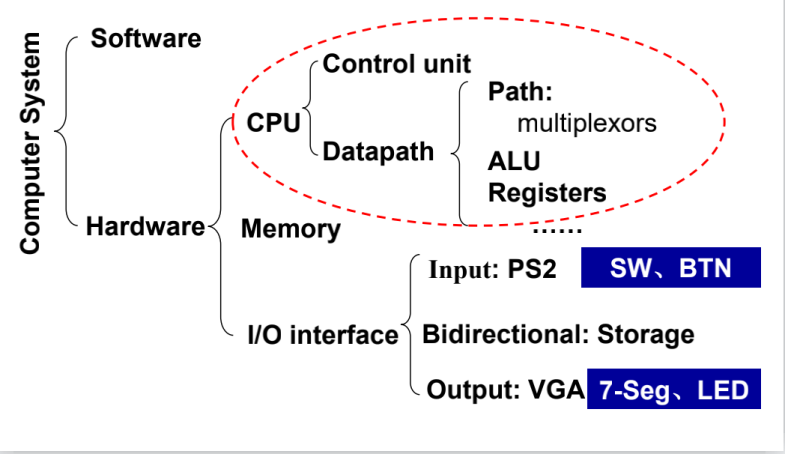 Computer System
Software
Hardware
CPU
Control unit
Datapath
Path:
multiplexors
ALU
Registers
......
Memory
I/O interface
Input: PS2 SW、BTN
Bidirectional: Storage
Output: VGA 7-Seg、LED